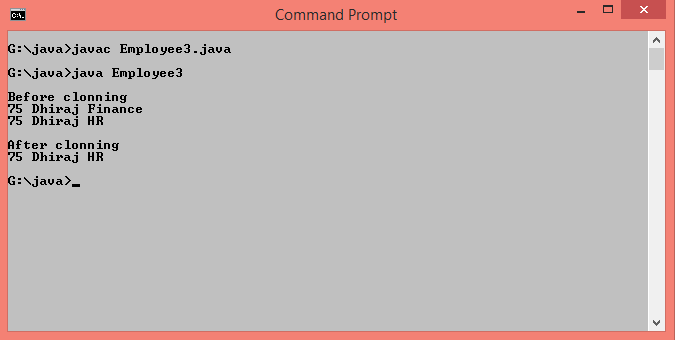 Command Prompt
G:\java>javac Employee3.java
G:\java>java Employee3
Before clonning
75 Dhiraj Finance
75 Dhiraj HR
After clonning
75 Dhiraj HR
G:\java>_